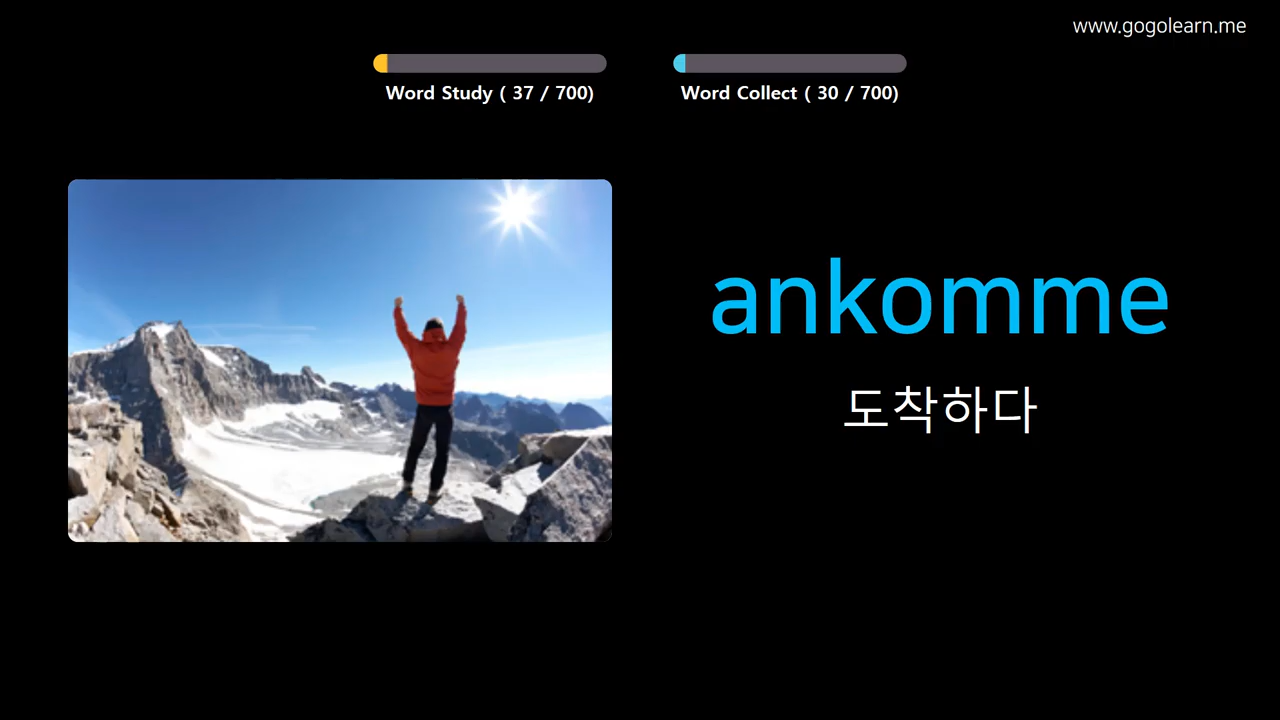 www.gogolearn.me
Word Study ( 37 / 700)
Word Collect ( 30 / 700)
ankomme
도착하다